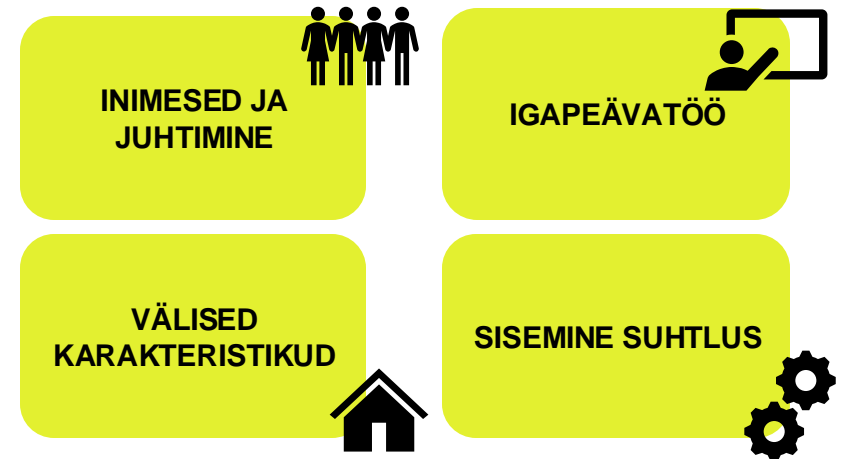 INIMESED JA
JUHTIMINE
IGAPEÄVATÖÖ
VÄLISED
KARAKTERISTIKUD
SISEMINE SUHTLUS